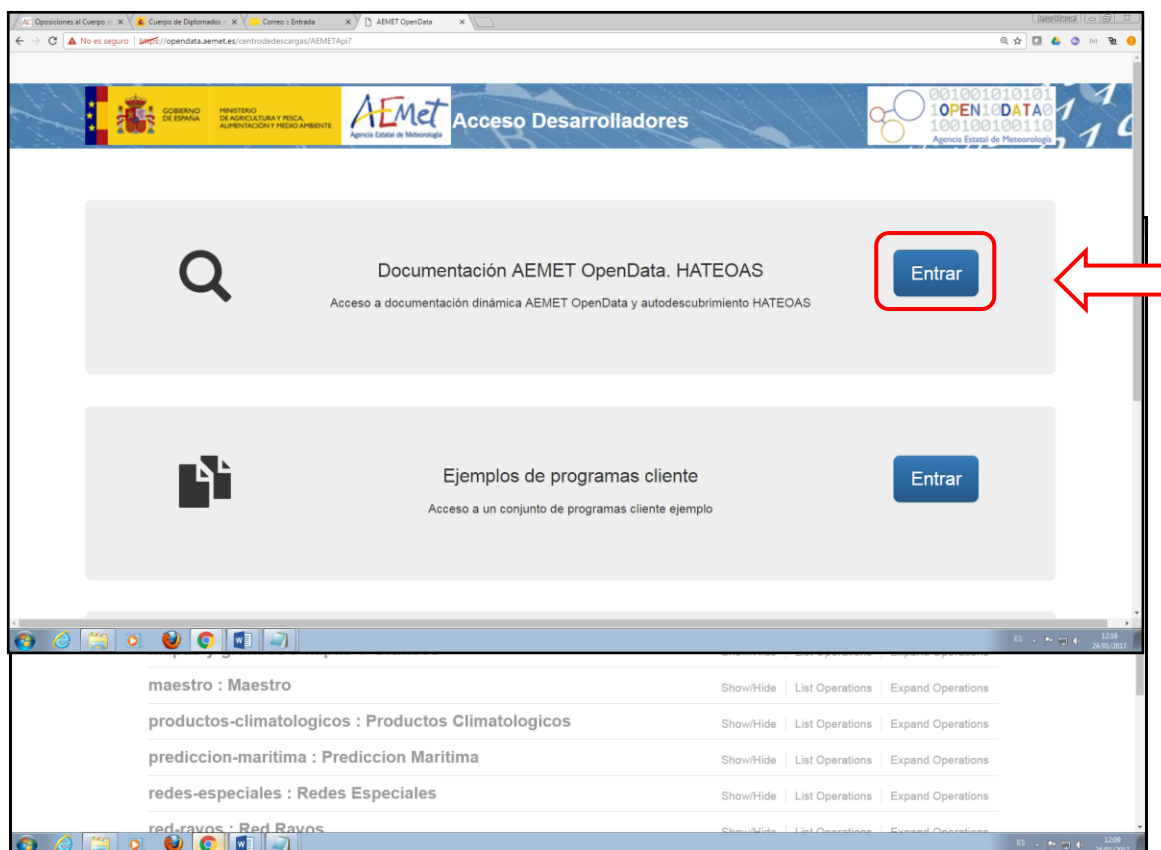 Oposiciones al Cuerpo d
Cuerpo de Diplomados e
Correo :: Entrada
AEMET OpenData
No es seguro | https://opendata.aemet.es/centrodedescargas/AEMETApi?
GOBIERNO
DE ESPAÑA
MINISTERIO
DE AGRICULTURA Y PESCA,
ALIMENTACIÓN Y MEDIO AMBIENTE
AEMet
Agencia Estatal de Meteorología
Acceso Desarrolladores
001001010101
1OPEN10DATA0
100100100110
Agencia Estatal de Meteorología
Documentación AEMET OpenData. HATEOAS
Acceso a documentación dinámica AEMET OpenData y autodescubrimiento HATEOAS
Entrar
Ejemplos de programas cliente
Acceso a un conjunto de programas cliente ejemplo
Entrar
ES
12:16
24/01/2017
maestro : Maestro
Show/Hide List Operations Expand Operations
productos-climatologicos : Productos Climatologicos
Show/Hide List Operations Expand Operations
prediccion-maritima : Prediccion Maritima
Show/Hide List Operations Expand Operations
redes-especiales : Redes Especiales
Show/Hide List Operations Expand Operations
red-rayos : Red Rayos
Show/Hide List Operations Expand Operations
ES
12:09